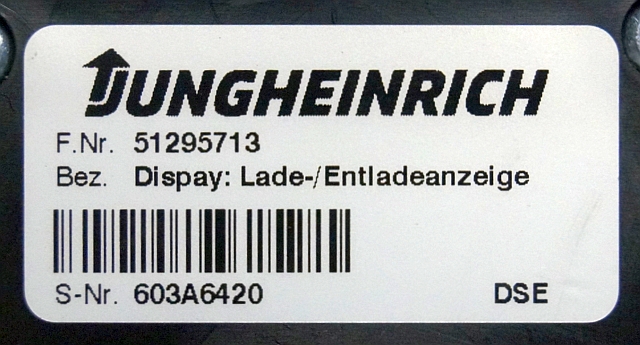 JUNGHEINRICH
F.Nr. 51295713
Bez. Dispay: Lade-/Entladeanzeige
S-Nr. 603A6420 DSE